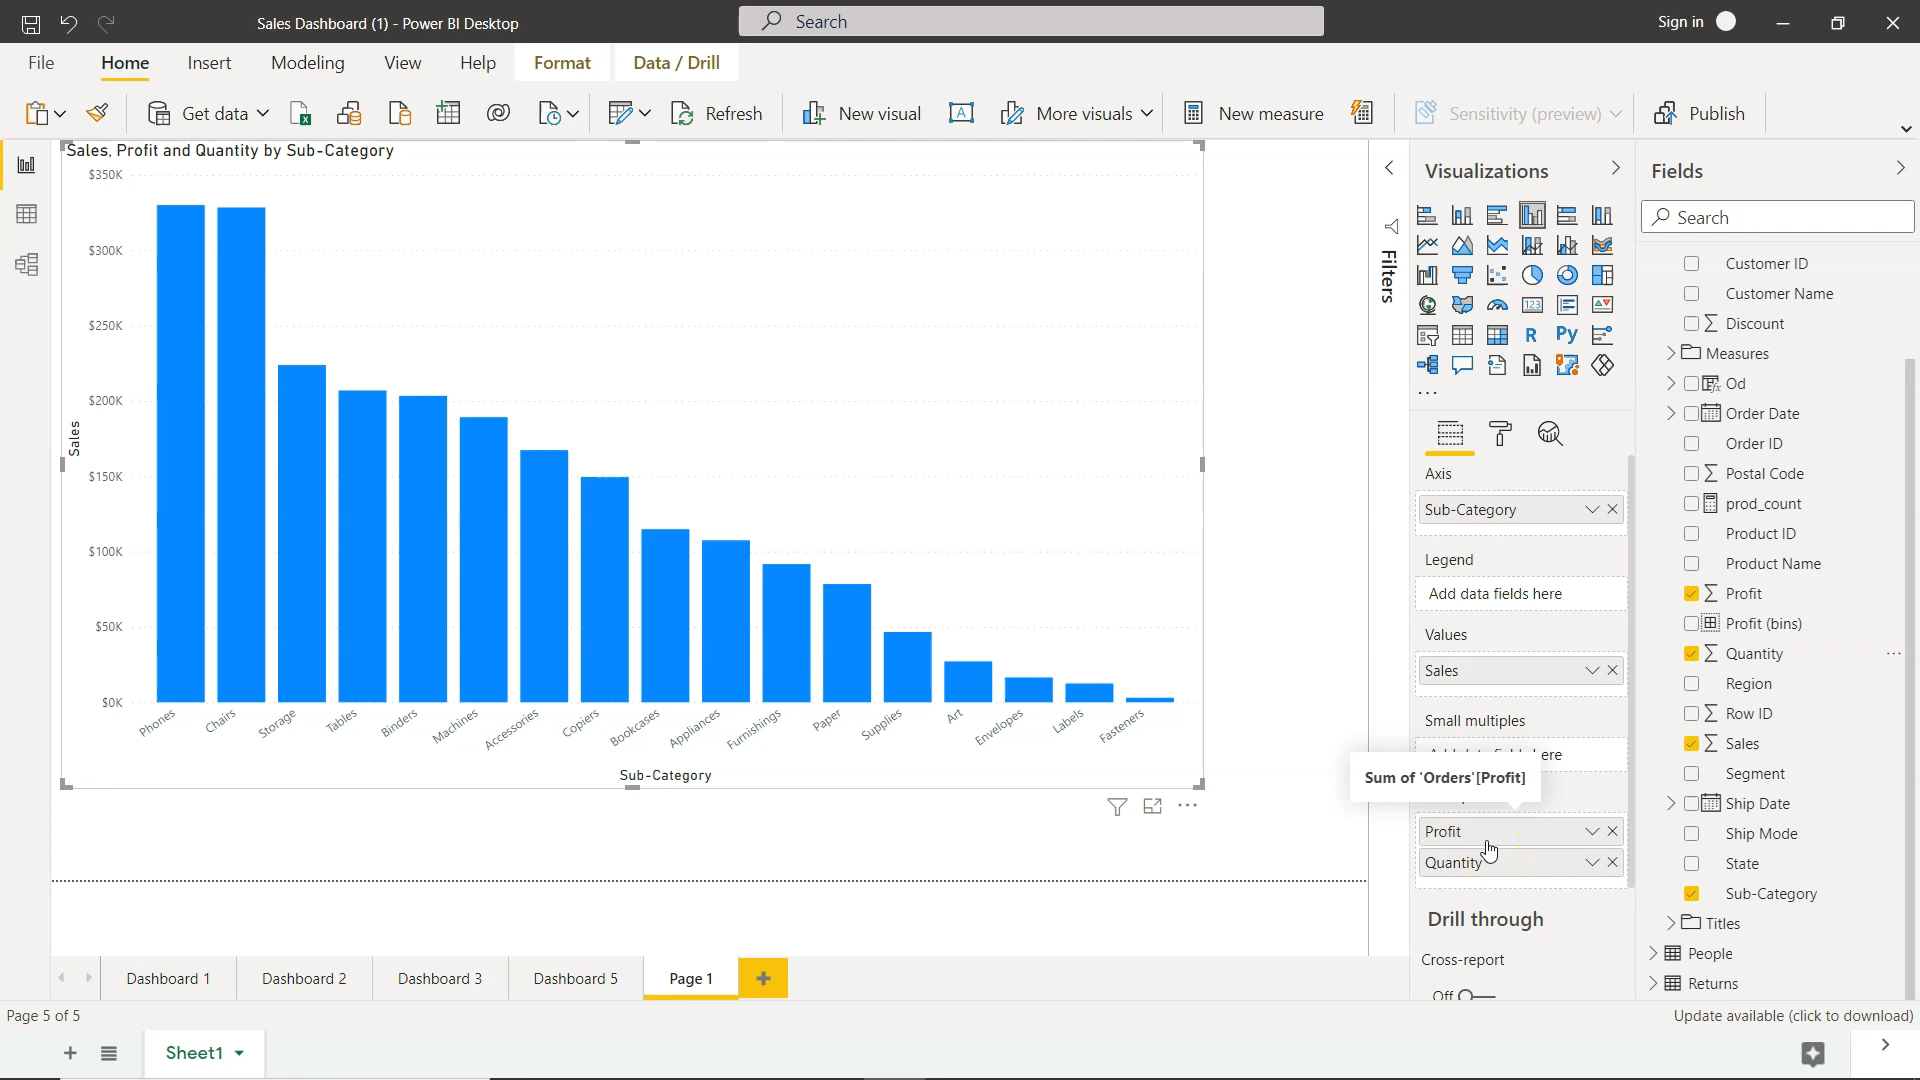 Sales Dashboard (1) - Power BI Desktop
Search
Sign in
File
Home
Insert
Modeling
View
Help
Format
Data / Drill
Get data
Refresh
New visual
More visuals
New measure
Sensitivity (preview)
Publish
Sales, Profit and Quantity by Sub-Category
$350K
$300K
$250K
$200K
$150K
$100K
$50K
$0K
Sales
Phones
Chairs
Storage
Tables
Binders
Machines
Accessories
Copiers
Bookcases
Appliances
Furnishings
Paper
Supplies
Art
Envelopes
Labels
Fasteners
Sub-Category
Filters
Visualizations
123
R
Py
Axis
Sub-Category
Legend
Add data fields here
Values
Sales
Small multiples
Sum of 'Orders'[Profit]
Profit
Quantity
Drill through
Cross-report
Off
Fields
Search
Customer ID
Customer Name
Discount
Measures
Od
Order Date
Order ID
Postal Code
prod_count
Product ID
Product Name
Profit
Profit (bins)
Quantity
Region
Row ID
Sales
Segment
Ship Date
Ship Mode
State
Sub-Category
Titles
People
Returns
Dashboard 1
Dashboard 2
Dashboard 3
Dashboard 5
Page 1
Page 5 of 5
Update available (click to download)
Sheet1